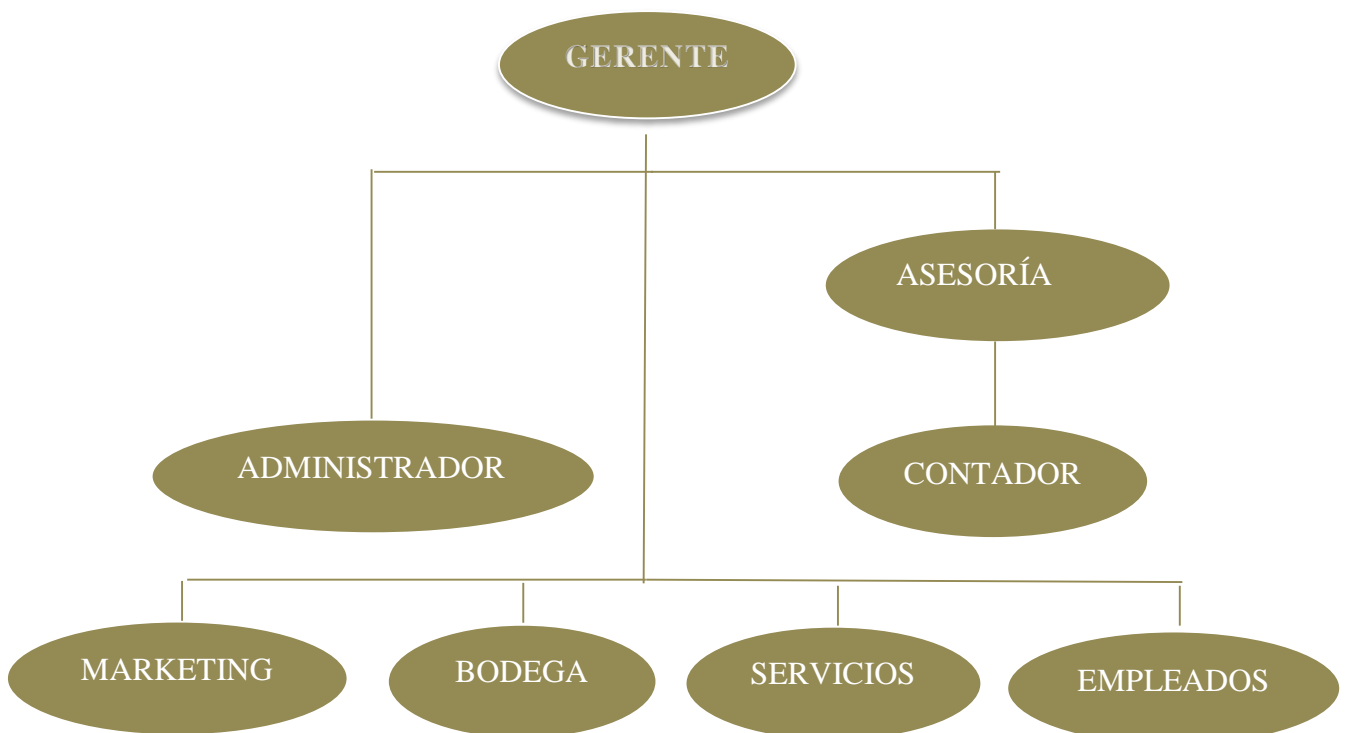 GERENTE
ASESORÍA
ADMINISTRADOR
CONTADOR
MARKETING
BODEGA
SERVICIOS
EMPLEADOS